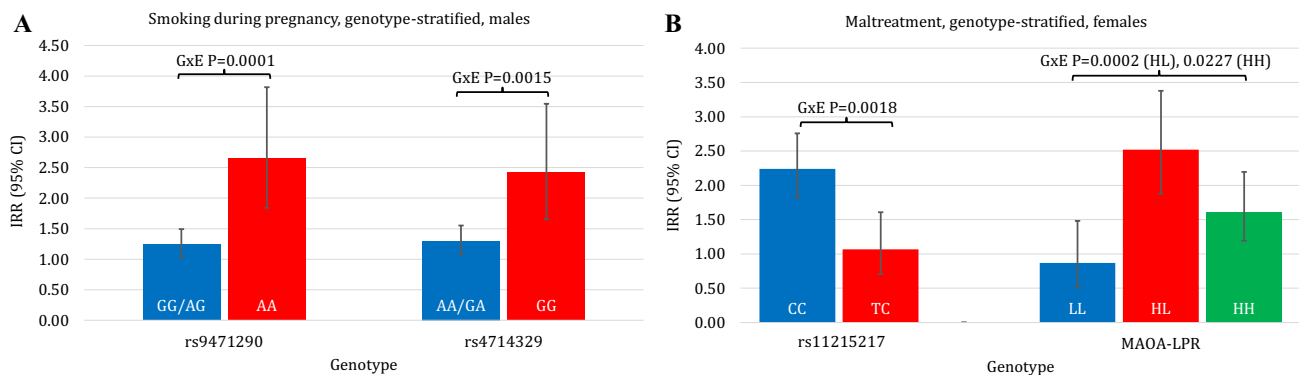 A
Smoking during pregnancy, genotype-stratified, males
4.50
4.00
3.50
3.00
2.50
2.00
1.50
1.00
0.50
0.00
IRR (95% CI)
GxE P=0.0001
GxE P=0.0015
GG/AG
AA
AA/GA
GG
rs9471290
rs4714329
Genotype
B
Maltreatment, genotype-stratified, females
4.00
3.50
3.00
2.50
2.00
1.50
1.00
0.50
0.00
IRR (95% CI)
GxE P=0.0002 (HL), 0.0227 (HH)
GxE P=0.0018
CC
TC
LL
HL
HH
rs11215217
MAOA-LPR
Genotype